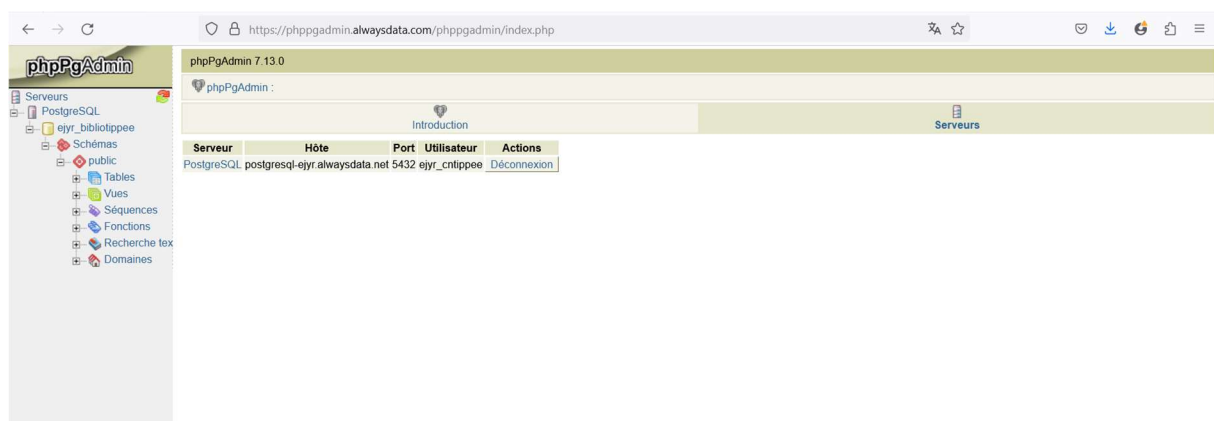 https://phppgadmin.alwaysdata.com/phppgadmin/index.php
phpPgAdmin
Serveurs
PostgreSQL
ejyr_bibliotippee
Schémas
public
Tables
Vues
Séquences
Fonctions
Recherche tex
Domaines
phpPgAdmin 7.13.0
phpPgAdmin :
Introduction
Serveurs
Serveur Hôte Port Utilisateur Actions
PostgreSQL postgresql-ejyr.alwaysdata.net 5432 ejyr_cntippee Déconnexion